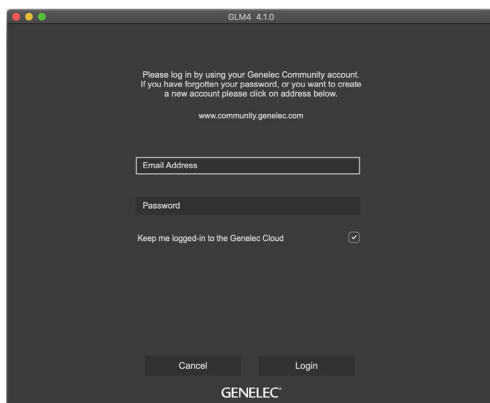 GLM4 4.1.0
Please log in by using your Genelec Community account.
If you have forgotten your password, or you want to create
a new account please click on address below.
www.community.genelec.com
Email Address
Password
Keep me logged-in to the Genelec Cloud
Cancel Login
GENELEC®